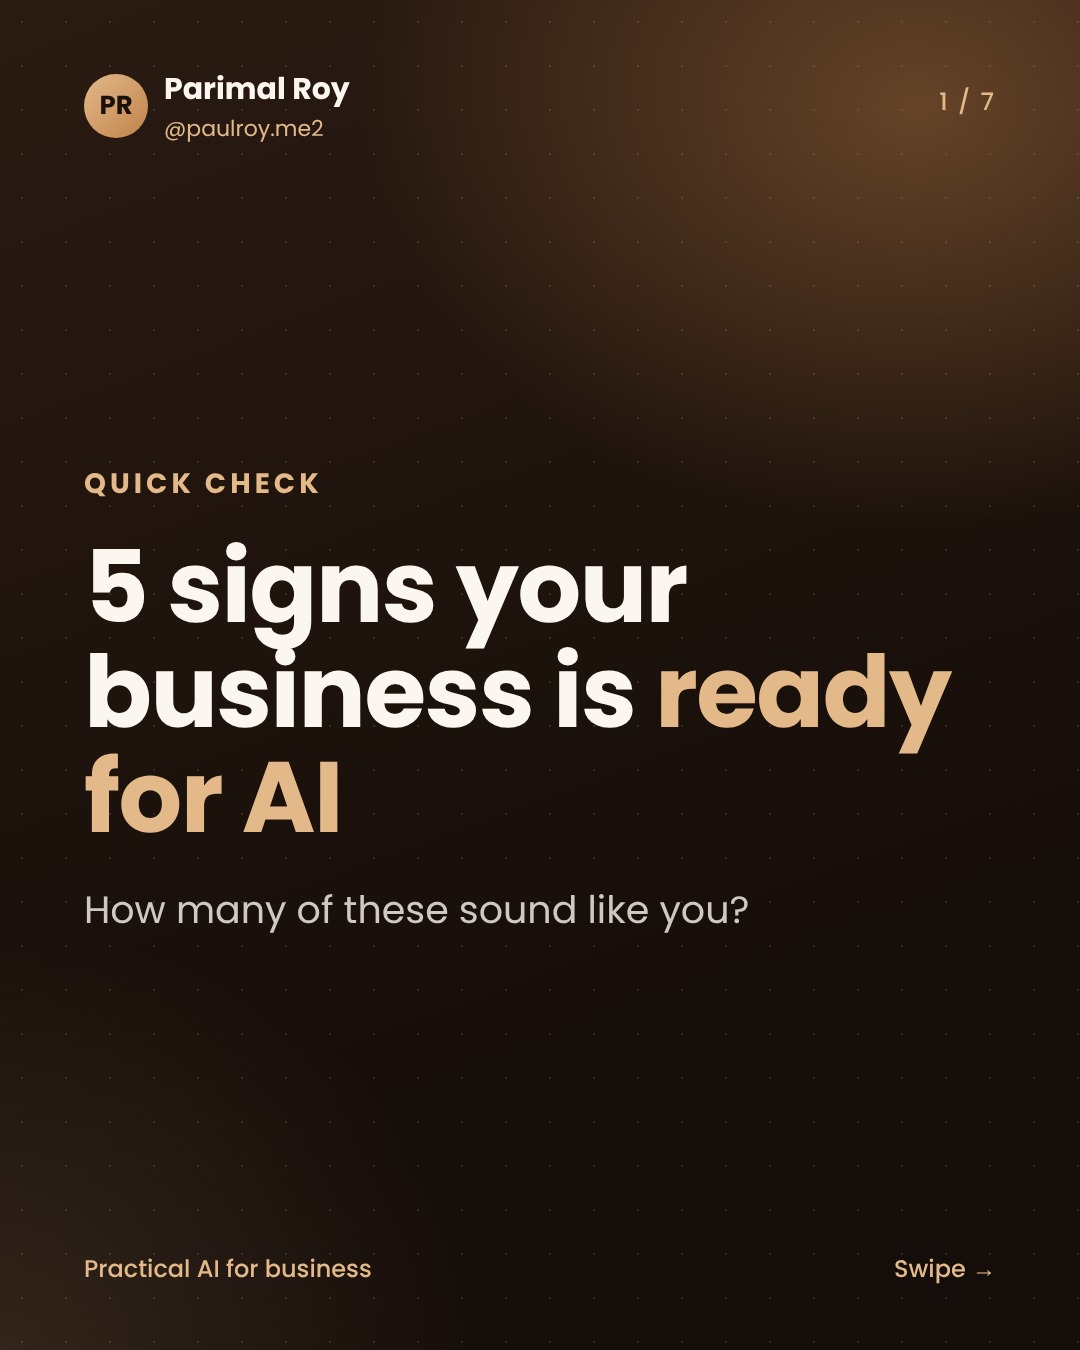 PR
Parimal Roy
@paulroy.me2
1 / 7
QUICK CHECK
5 signs your
business is ready
for AI
How many of these sound like you?
Practical AI for business
Swipe →